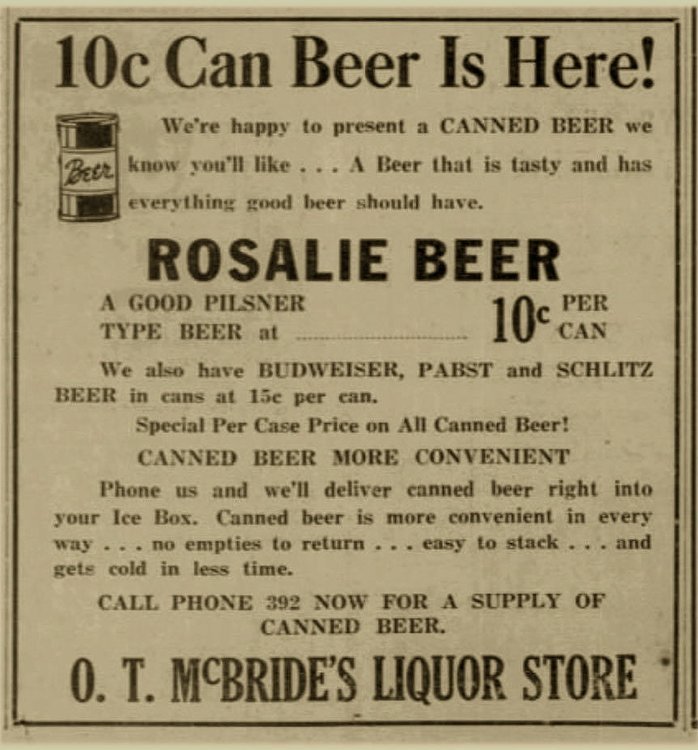 10c Can Beer Is Here!
We're happy to present a CANNED BEER we
Beer
know you'll like . . . A Beer that is tasty and has
everything good beer should have.
ROSALIE BEER
A GOOD PILSNER
TYPE BEER at ........................ 10c PER CAN
We also have BUDWEISER, PABST and SCHLITZ
BEER in cans at 15c per can.
Special Per Case Price on All Canned Beer!
CANNED BEER MORE CONVENIENT
Phone us and we'll deliver canned beer right into
your Ice Box. Canned beer is more convenient in every
way . . . no empties to return . . . easy to stack . . . and
gets cold in less time.
CALL PHONE 392 NOW FOR A SUPPLY OF
CANNED BEER.
O. T. McBRIDE'S LIQUOR STORE